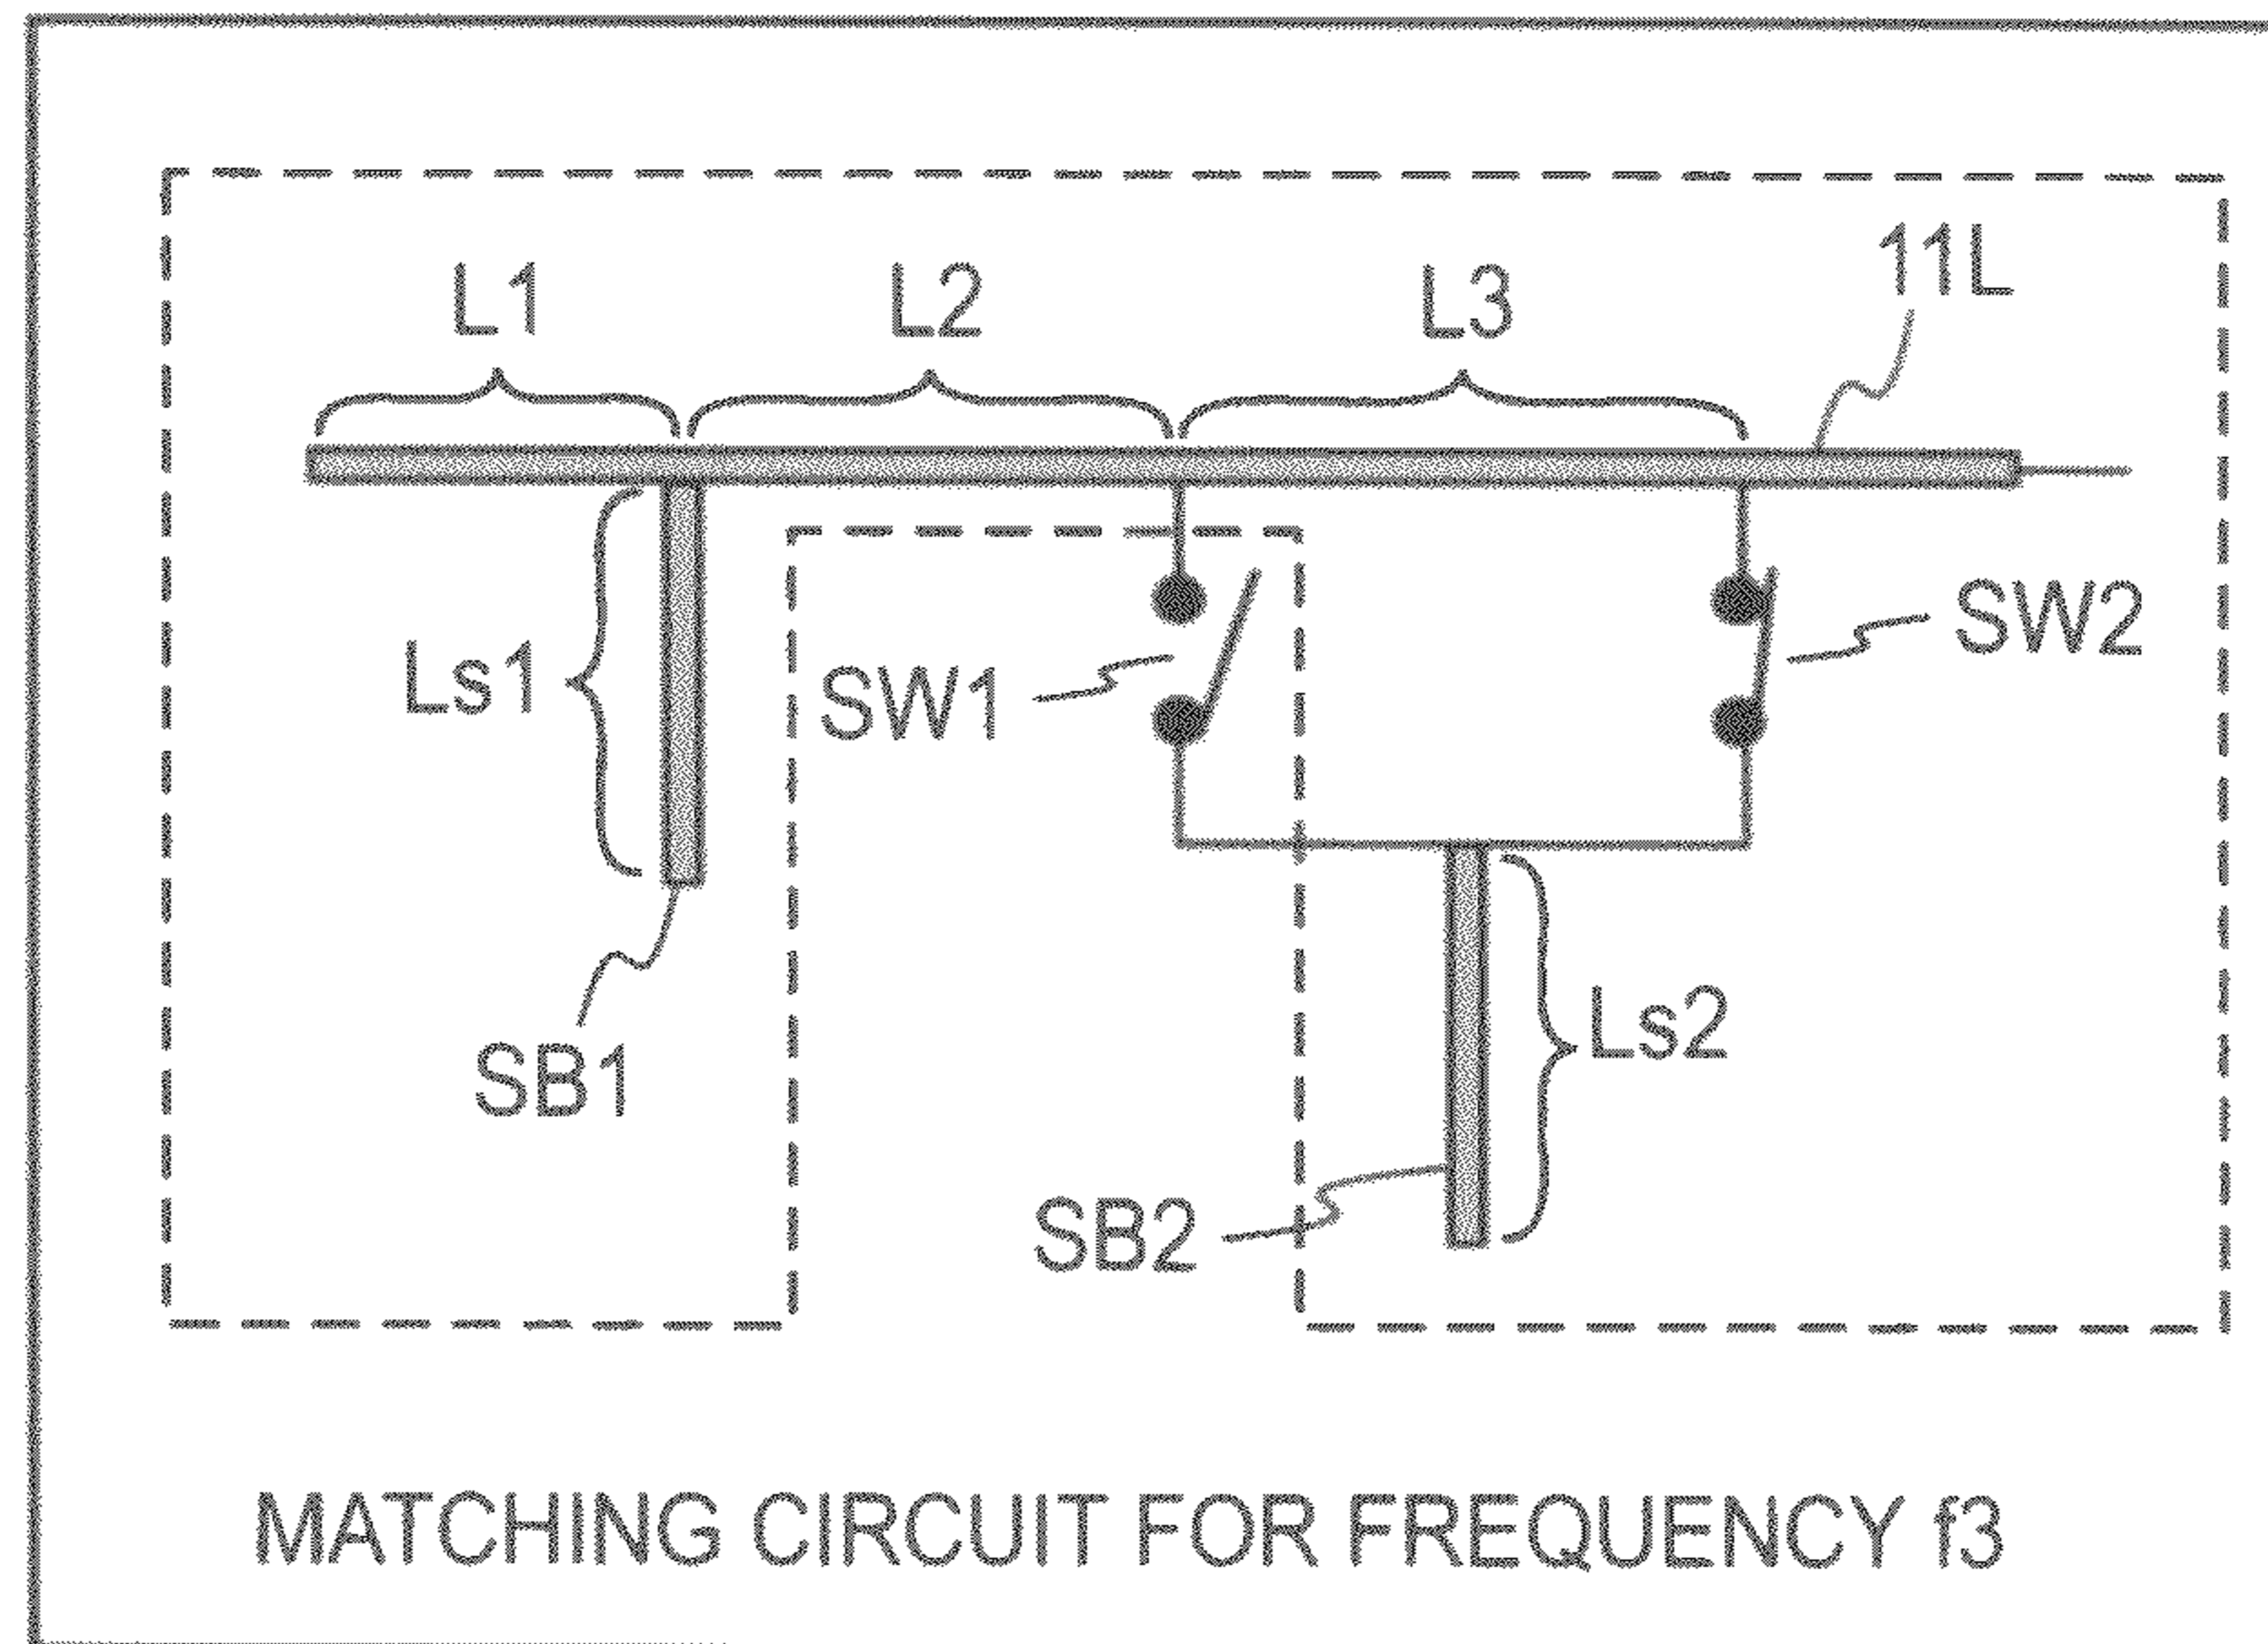 L1
L2
L3
11L
Ls1
SW1
SW2
SB1
Ls2
SB2
MATCHING CIRCUIT FOR FREQUENCY f3